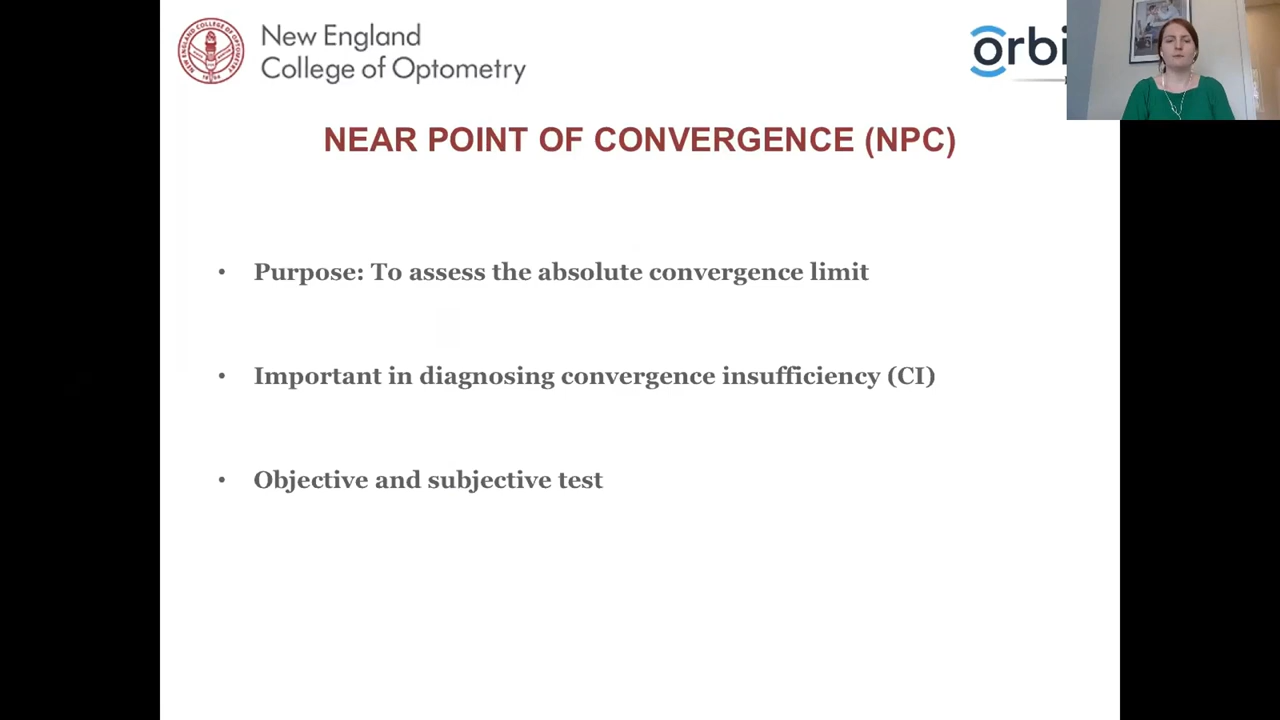 New England
College of Optometry
NEAR POINT OF CONVERGENCE (NPC)
• Purpose: To assess the absolute convergence limit
• Important in diagnosing convergence insufficiency (CI)
• Objective and subjective test